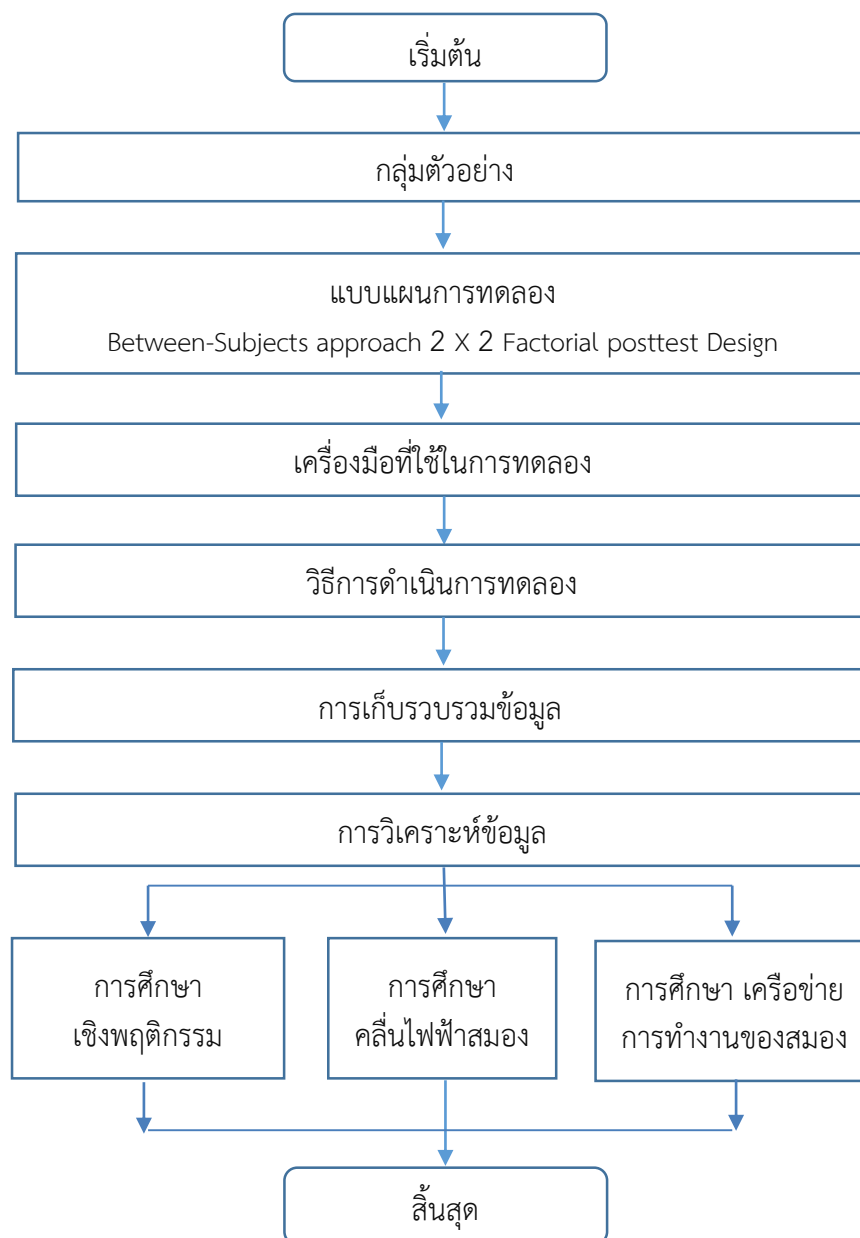 เริ่มต้น
กลุ่มตัวอย่าง
แบบแผนการทดลอง
Between-Subjects approach 2 X 2 Factorial posttest Design
เครื่องมือที่ใช้ในการทดลอง
วิธีการดำเนินการทดลอง
การเก็บรวบรวมข้อมูล
การวิเคราะห์ข้อมูล
การศึกษา
เชิงพฤติกรรม
การศึกษา
คลื่นไฟฟ้าสมอง
การศึกษา เครือข่าย
การทำงานของสมอง
สิ้นสุด